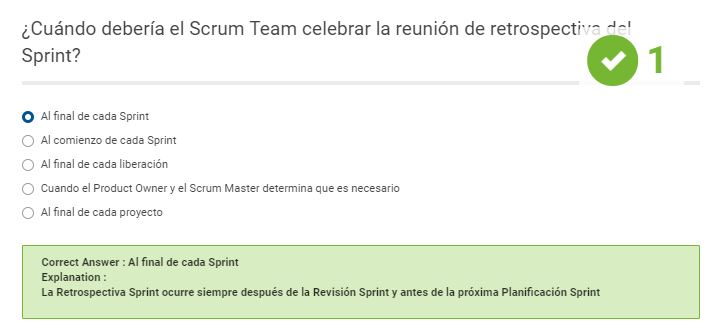 ¿Cuándo debería el Scrum Team celebrar la reunión de retrospectiva del
Sprint?
1
Al final de cada Sprint
Al comienzo de cada Sprint
Al final de cada liberación
Cuando el Product Owner y el Scrum Master determina que es necesario
Al final de cada proyecto
Correct Answer : Al final de cada Sprint
Explanation :
La Retrospectiva Sprint ocurre siempre después de la Revisión Sprint y antes de la próxima Planificación Sprint